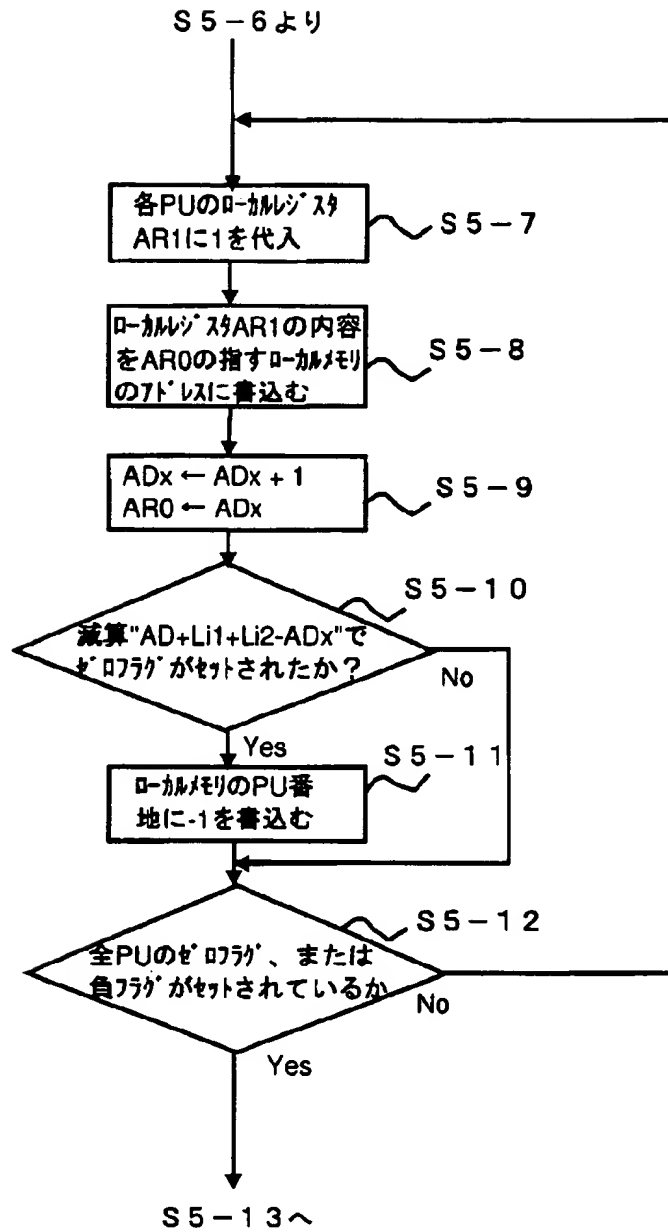 S5-6より
各PUのﾛｰｶﾙﾚｼﾞｽﾀ
AR1に1を代入
S5-7
ﾛｰｶﾙﾚｼﾞｽﾀAR1の内容
をAR0の指すﾛｰｶﾙﾒﾓﾘ
のｱﾄﾞﾚｽに書込む
S5-8
ADx ← ADx + 1
AR0 ← ADx
S5-9
S5-10
減算"AD+Li1+Li2-ADx"で
ｾﾞﾛﾌﾗｸﾞがｾｯﾄされたか？
No
Yes
S5-11
ﾛｰｶﾙﾒﾓﾘのPU番
地に-1を書込む
S5-12
全PUのｾﾞﾛﾌﾗｸﾞ、または
負ﾌﾗｸﾞがｾｯﾄされているか
No
Yes
S5-13へ